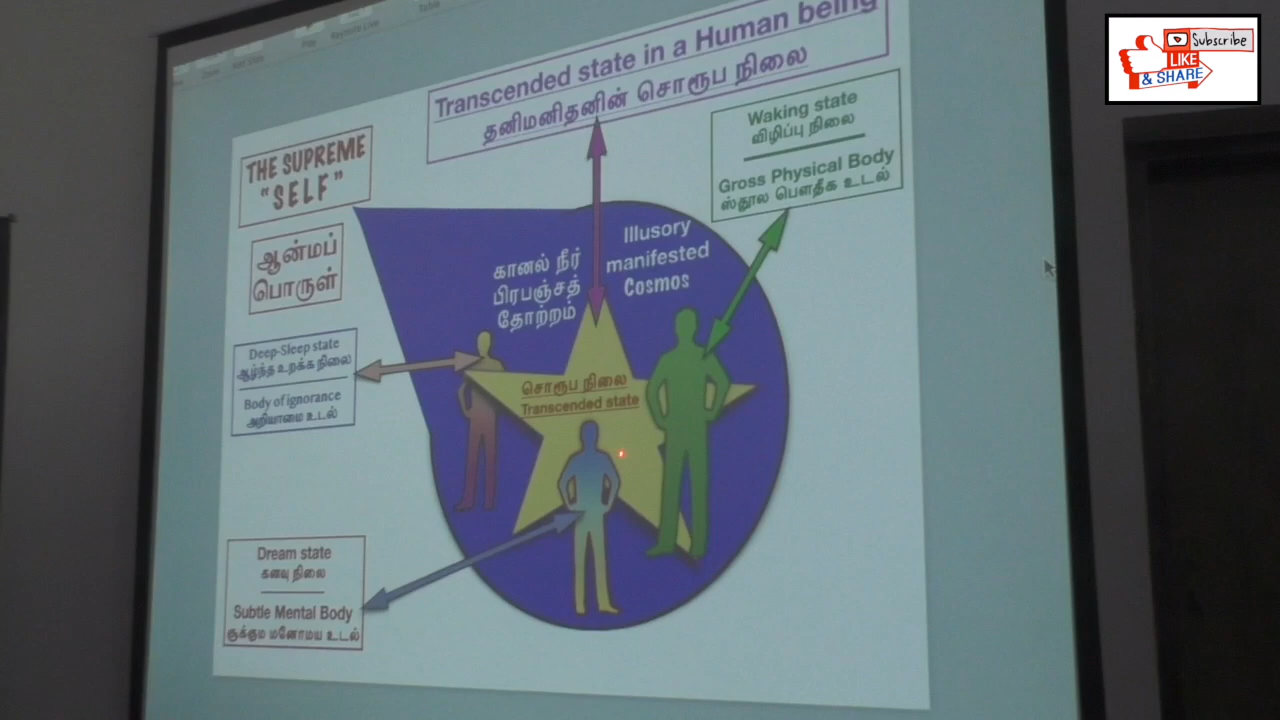 Table
File
Transcended state in a Human being
தனிமனிதனின் சொரூப நிலை
Subscribe
LIKE
& SHARE
Waking state
விழிப்பு நிலை
Gross Physical Body
ஸ்தூல பௌதீக உடல்
THE SUPREME
"SELF"
ஆன்மப்
பொருள்
கானல் நீர்
பிரபஞ்சத்
தோற்றம்
Illusory
manifested
Cosmos
Deep-Sleep state
ஆழ்ந்த உறக்க நிலை
Body of ignorance
அறியாமை உடல்
சொரூப நிலை
Transcended state
Dream state
கனவு நிலை
Subtle Mental Body
சூக்கும மனோமய உடல்